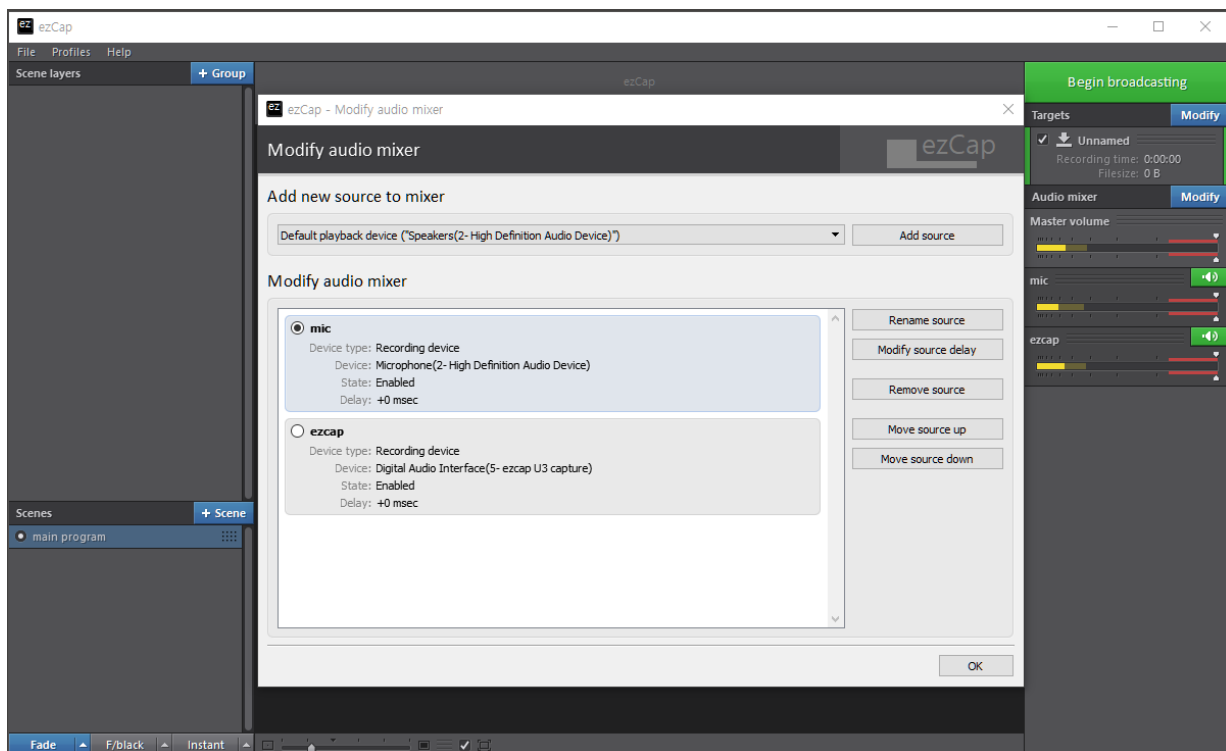 ez ezCap
File Profiles Help
Scene layers + Group
ezCap
Begin broadcasting
Targets Modify
Unnamed
Recording time: 0:00:00
Filesize: 0 B
Audio mixer Modify
Master volume
mic
ezcap
ez ezCap - Modify audio mixer
Modify audio mixer ezCap
Add new source to mixer
Default playback device ("Speakers(2- High Definition Audio Device)") Add source
Modify audio mixer
mic
Device type: Recording device
Device: Microphone(2- High Definition Audio Device)
State: Enabled
Delay: +0 msec
ezcap
Device type: Recording device
Device: Digital Audio Interface(5- ezcap U3 capture)
State: Enabled
Delay: +0 msec
Rename source
Modify source delay
Remove source
Move source up
Move source down
OK
Scenes + Scene
main program
Fade F/black Instant